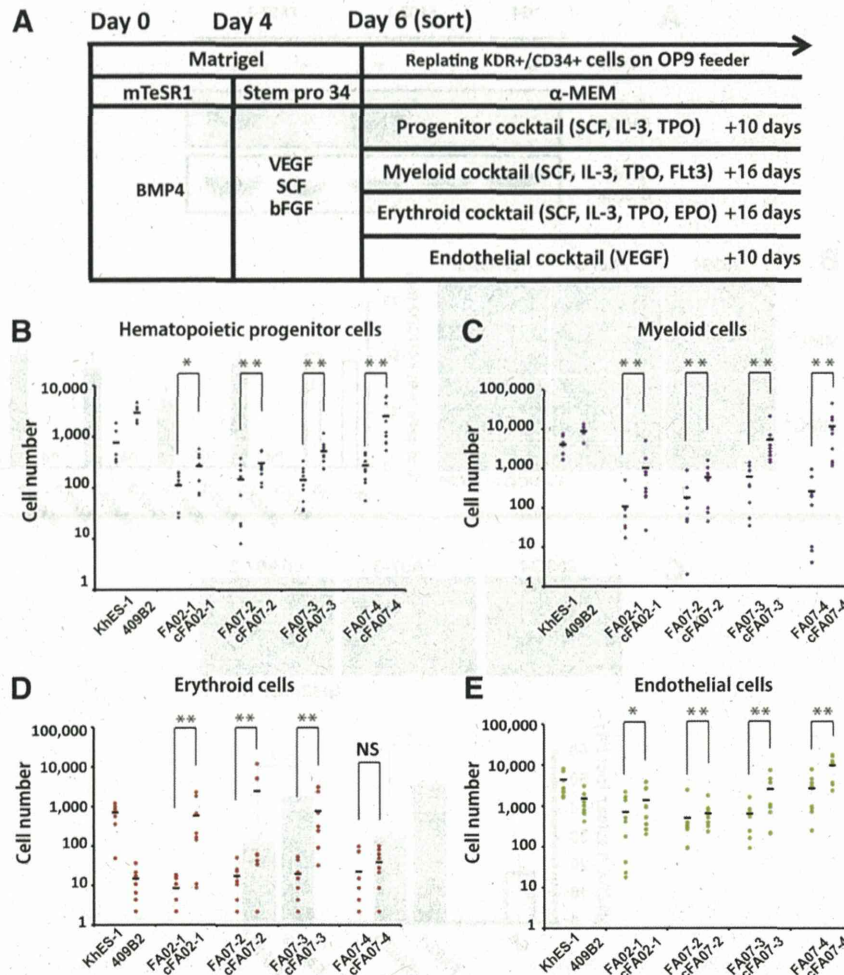 A
Day 0 Day 4 Day 6 (sort)
Matrigel Replating KDR+/CD34+ cells on OP9 feeder
mTeSR1 Stem pro 34 α-MEM
BMP4
VEGF
SCF
bFGF
Progenitor cocktail (SCF, IL-3, TPO) +10 days
Myeloid cocktail (SCF, IL-3, TPO, FLt3) +16 days
Erythroid cocktail (SCF, IL-3, TPO, EPO) +16 days
Endothelial cocktail (VEGF) +10 days
B
Hematopoietic progenitor cells
Cell number
10,000
1,000
100
10
1
* ** ** **
KhES-1
409B2
FA02-1
cFA02-1
FA07-2
cFA07-2
FA07-3
cFA07-3
FA07-4
cFA07-4
C
Myeloid cells
Cell number
100,000
10,000
1,000
100
10
1
** ** ** **
KhES-1
409B2
FA02-1
cFA02-1
FA07-2
cFA07-2
FA07-3
cFA07-3
FA07-4
cFA07-4
D
Erythroid cells
Cell number
100,000
10,000
1,000
100
10
1
** ** ** NS
KhES-1
409B2
FA02-1
cFA02-1
FA07-2
cFA07-2
FA07-3
cFA07-3
FA07-4
cFA07-4
E
Endothelial cells
Cell number
100,000
10,000
1,000
100
10
1
* ** ** **
KhES-1
409B2
FA02-1
cFA02-1
FA07-2
cFA07-2
FA07-3
cFA07-3
FA07-4
cFA07-4